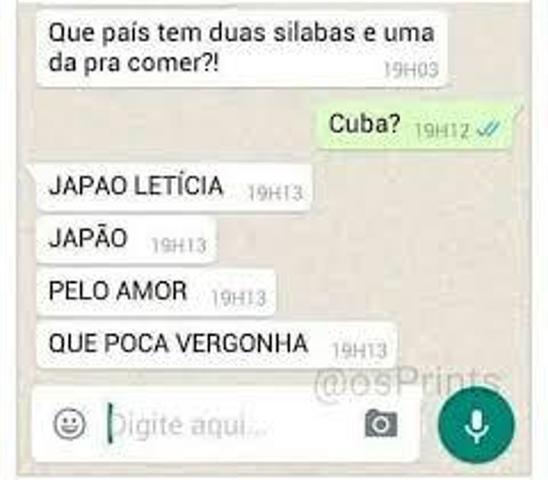 Que país tem duas silabas e uma
da pra comer?!
19H03
Cuba? 19H12
JAPAO LETÍCIA 19H13
JAPÃO 19H13
PELO AMOR 19H13
QUE POCA VERGONHA 19H13
@osPrints
Digite aqui...